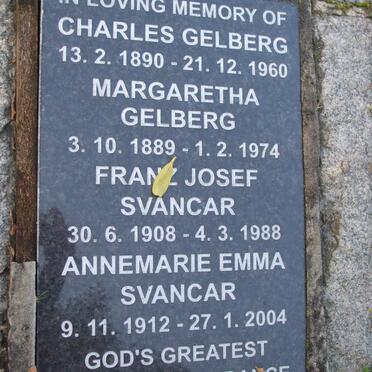 IN LOVING MEMORY OF
CHARLES GELBERG
13. 2. 1890 - 21. 12. 1960
MARGARETHA
GELBERG
3. 10. 1889 - 1. 2. 1974
FRANZ JOSEF
SVANCAR
30. 6. 1908 - 4. 3. 1988
ANNEMARIE EMMA
SVANCAR
9. 11. 1912 - 27. 1. 2004
GOD'S GREATEST